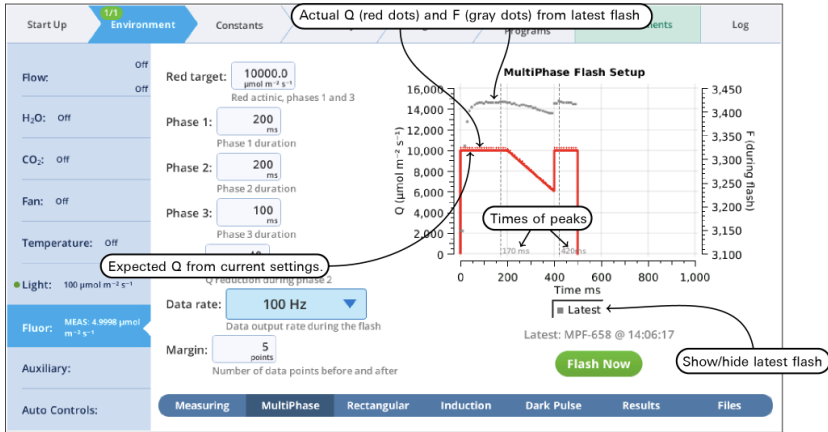 Actual Q (red dots) and F (gray dots) from latest flash
Start Up
1/1
Environment
Constants
Programs
Log
Flow:
Off
Off
H₂O: Off
CO₂: Off
Fan: Off
Temperature: Off
Light: 100 µmol m⁻² s⁻¹
Fluor: MEAS: 4.9998 µmol
m⁻² s⁻¹
Auxiliary:
Auto Controls:
Red target: 10000.0
µmol m⁻² s⁻¹
Red actinic, phases 1 and 3
Phase 1: 200
ms
Phase 1 duration
Phase 2: 200
ms
Phase 2 duration
Phase 3: 100
ms
Phase 3 duration
Expected Q from current settings.
Q reduction during phase 2
Data rate: 100 Hz
Data output rate during the flash
Margin: 5
points
Number of data points before and after
MultiPhase Flash Setup
Q (µmol m⁻² s⁻¹)
16,000
14,000
12,000
10,000
8,000
6,000
4,000
2,000
0
F (during flash)
3,450
3,400
3,350
3,300
3,250
3,200
3,150
3,100
Times of peaks
170 ms
420ms
0
200
400
600
800
1,000
Time ms
Latest
Latest: MPF-658 @ 14:06:17
Flash Now
Show/hide latest flash
Measuring
MultiPhase
Rectangular
Induction
Dark Pulse
Results
Files